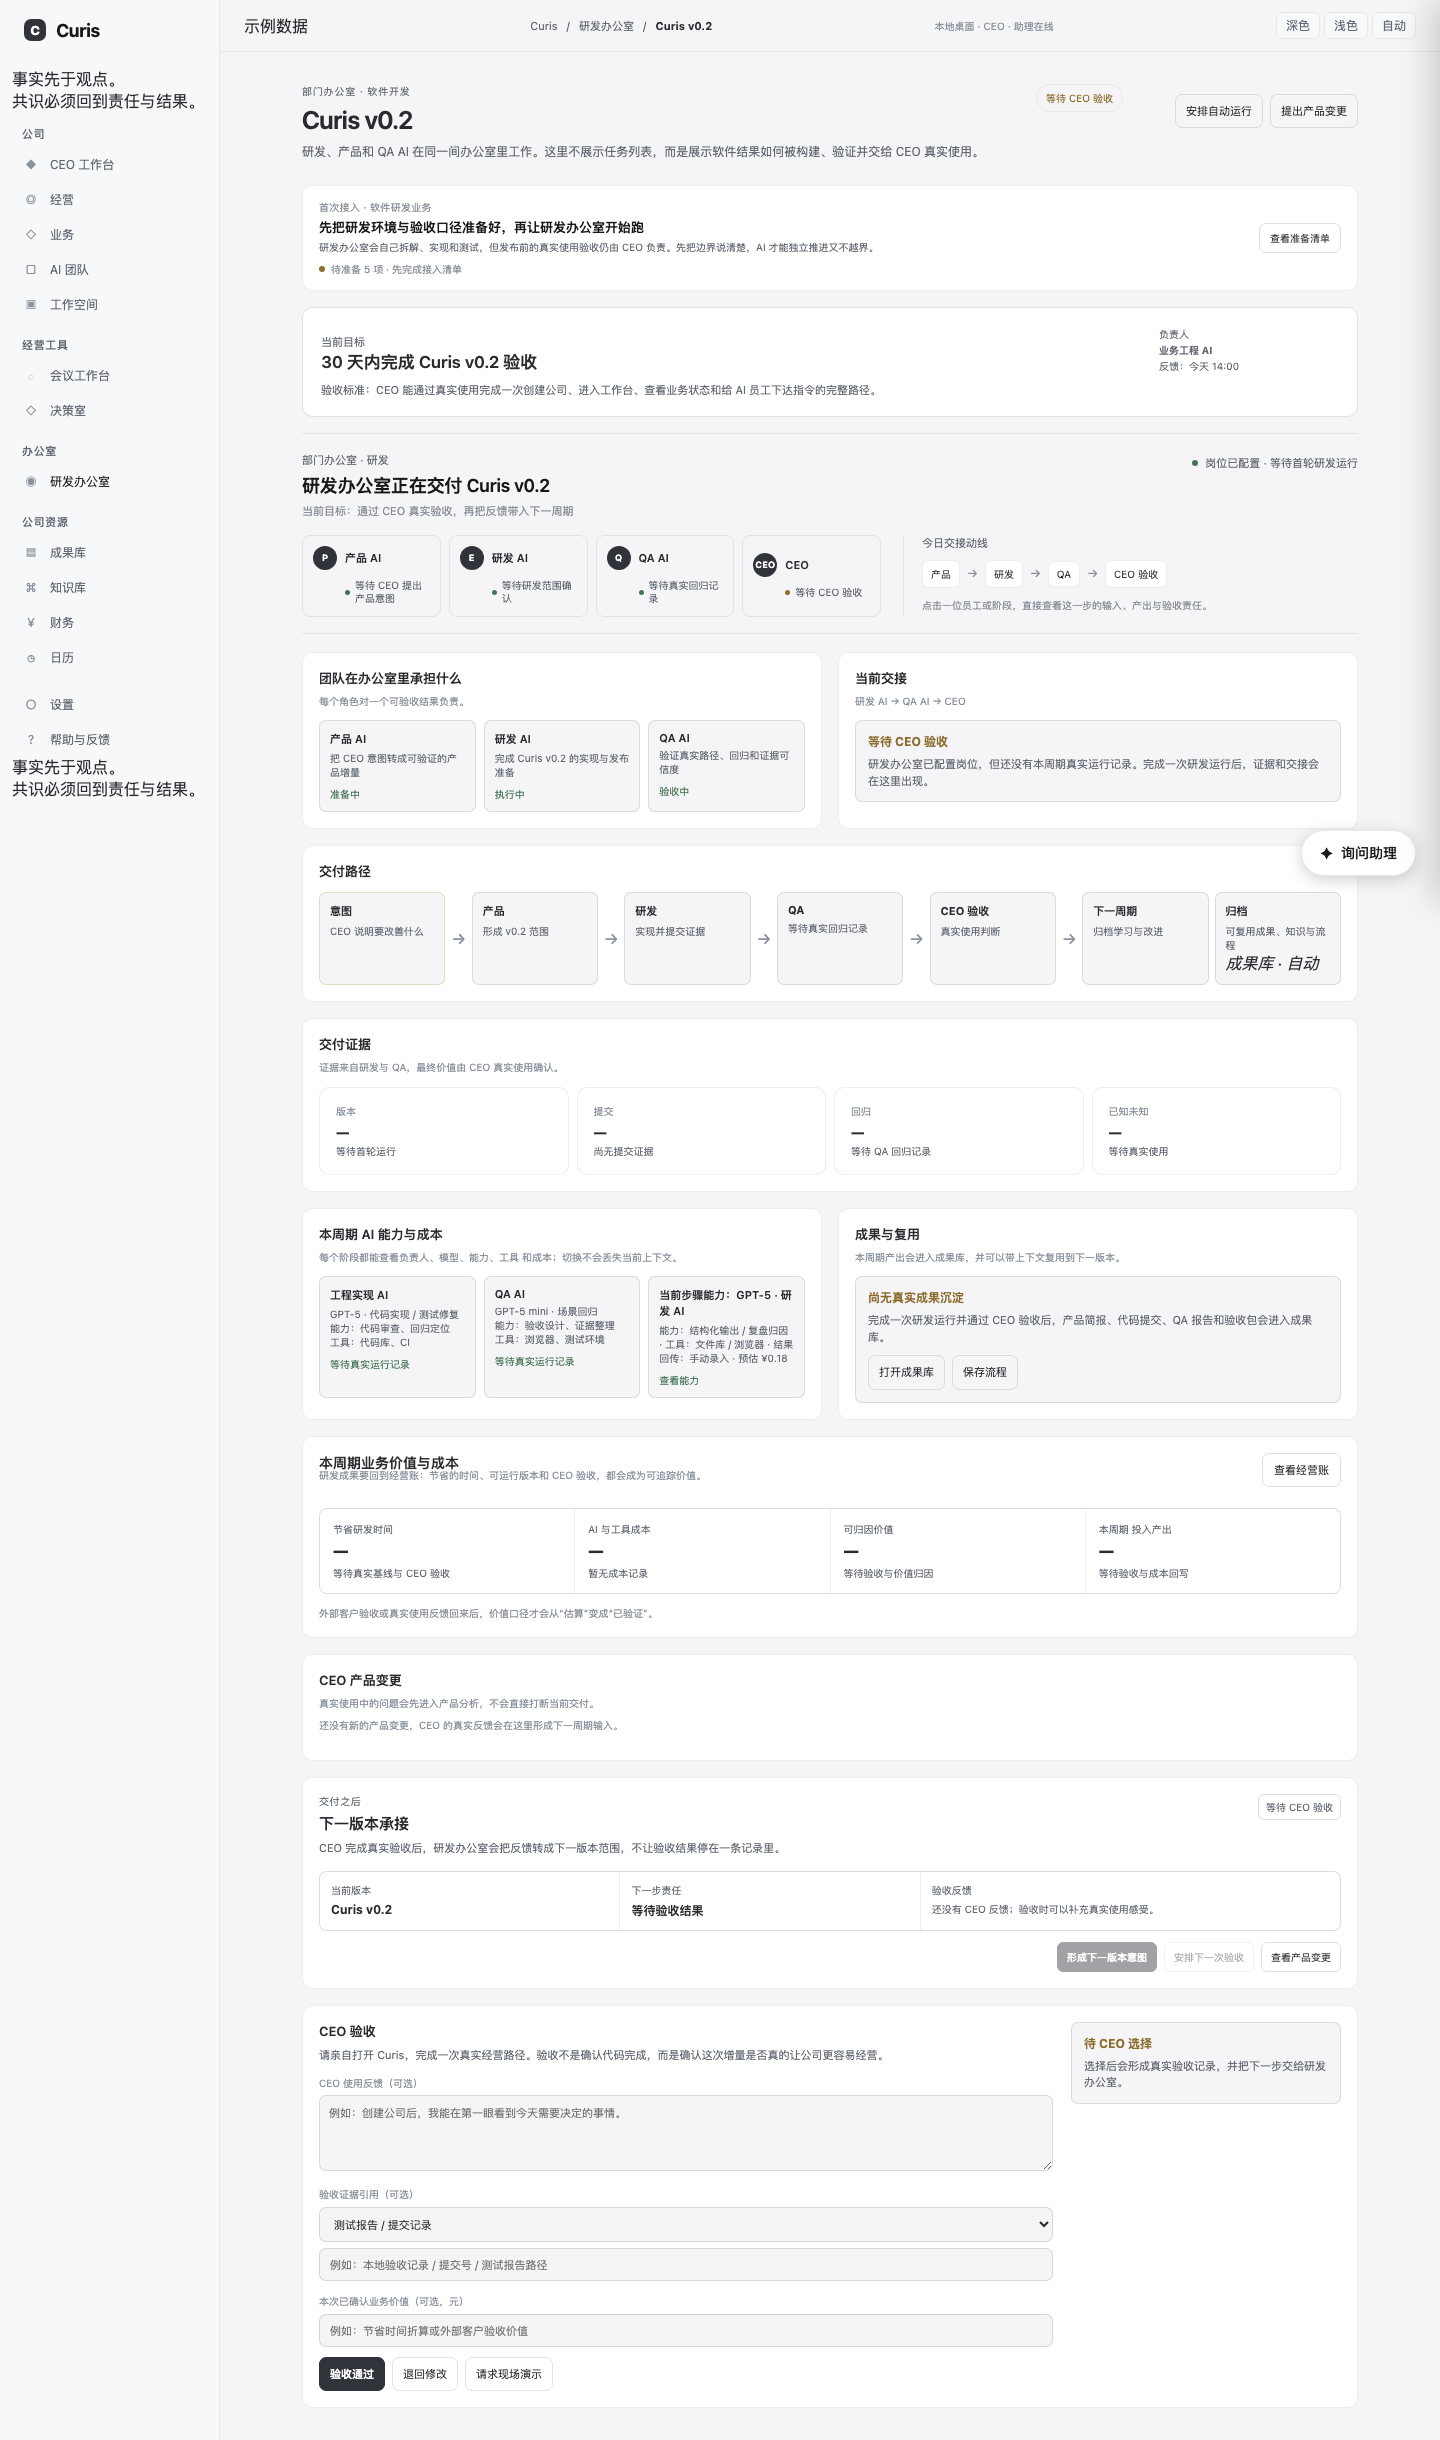 Curis
事实先于观点。
共识必须回到责任与结果。
公司
CEO 工作台
经营
业务
AI 团队
工作空间
经营工具
会议工作台
决策室
办公室
研发办公室
公司资源
成果库
知识库
¥ 财务
日历
设置
? 帮助与反馈
事实先于观点。
共识必须回到责任与结果。
示例数据
Curis / 研发办公室 / Curis v0.2
本地桌面 · CEO · 助理在线
深色 浅色 自动
部门办公室 · 软件开发
Curis v0.2
研发、产品和 QA AI 在同一间办公室里工作。这里不展示任务列表，而是展示软件结果如何被构建、验证并交给 CEO 真实使用。
等待 CEO 验收
安排自动运行 提出产品变更
首次接入 · 软件研发业务
先把研发环境与验收口径准备好，再让研发办公室开始跑
研发办公室会自己拆解、实现和测试，但发布前的真实使用验收仍由 CEO 负责。先把边界说清楚，AI 才能独立推进又不越界。
待准备 5 项 · 先完成接入清单
查看准备清单
当前目标
30 天内完成 Curis v0.2 验收
验收标准：CEO 能通过真实使用完成一次创建公司、进入工作台、查看业务状态和给 AI 员工下达指令的完整路径。
负责人
业务工程 AI
反馈：今天 14:00
部门办公室 · 研发
研发办公室正在交付 Curis v0.2
当前目标：通过 CEO 真实验收，再把反馈带入下一周期
岗位已配置 · 等待首轮研发运行
P 产品 AI
等待 CEO 提出
产品意图
E 研发 AI
等待研发范围确
认
Q QA AI
等待真实回归记
录
CEO CEO
等待 CEO 验收
今日交接动线
产品 → 研发 → QA → CEO 验收
点击一位员工或阶段，直接查看这一步的输入、产出与验收责任。
团队在办公室里承担什么
每个角色对一个可验收结果负责。
产品 AI
把 CEO 意图转成可验证的产
品增量
准备中
研发 AI
完成 Curis v0.2 的实现与发布
准备
执行中
QA AI
验证真实路径、回归和证据可
信度
验收中
当前交接
研发 AI → QA AI → CEO
等待 CEO 验收
研发办公室已配置岗位，但还没有本周期真实运行记录。完成一次研发运行后，证据和交接会
在这里出现。
询问助理
交付路径
意图
CEO 说明要改善什么
→
产品
形成 v0.2 范围
→
研发
实现并提交证据
→
QA
等待真实回归记录
→
CEO 验收
真实使用判断
→
下一周期
归档学习与改进
归档
可复用成果、知识与流
程
成果库 · 自动
交付证据
证据来自研发与 QA，最终价值由 CEO 真实使用确认。
版本
—
等待首轮运行
提交
—
尚无提交证据
回归
—
等待 QA 回归记录
已知未知
—
等待真实使用
本周期 AI 能力与成本
每个阶段都能查看负责人、模型、能力、工具 和成本；切换不会丢失当前上下文。
工程实现 AI
GPT-5 · 代码实现 / 测试修复
能力：代码审查、回归定位
工具：代码库、CI
等待真实运行记录
QA AI
GPT-5 mini · 场景回归
能力：验收设计、证据整理
工具：浏览器、测试环境
等待真实运行记录
当前步骤能力：GPT-5 · 研
发 AI
能力：结构化输出 / 复盘归因
· 工具：文件库 / 浏览器 · 结果
回传：手动录入 · 预估 ¥0.18
查看能力
成果与复用
本周期产出会进入成果库，并可以带上下文复用到下一版本。
尚无真实成果沉淀
完成一次研发运行并通过 CEO 验收后，产品简报、代码提交、QA 报告和验收包会进入成果
库。
打开成果库 保存流程
本周期业务价值与成本
研发成果要回到经营账：节省的时间、可运行版本和 CEO 验收，都会成为可追踪价值。
查看经营账
节省研发时间
—
等待真实基线与 CEO 验收
AI 与工具成本
—
暂无成本记录
可归因价值
—
等待验收与价值归因
本周期 投入产出
—
等待验收与成本回写
外部客户验收或真实使用反馈回来后，价值口径才会从“估算”变成“已验证”。
CEO 产品变更
真实使用中的问题会先进入产品分析，不会直接打断当前交付。
还没有新的产品变更，CEO 的真实反馈会在这里形成下一周期输入。
交付之后
下一版本承接
CEO 完成真实验收后，研发办公室会把反馈转成下一版本范围，不让验收结果停在一条记录里。
等待 CEO 验收
当前版本
Curis v0.2
下一步责任
等待验收结果
验收反馈
还没有 CEO 反馈；验收时可以补充真实使用感受。
形成下一版本意图 安排下一次验收 查看产品变更
CEO 验收
请亲自打开 Curis，完成一次真实经营路径。验收不是确认代码完成，而是确认这次增量是否真的让公司更容易经营。
CEO 使用反馈（可选）
例如：创建公司后，我能在第一眼看到今天需要决定的事情。
验收证据引用（可选）
测试报告 / 提交记录
例如：本地验收记录 / 提交号 / 测试报告路径
本次已确认业务价值（可选，元）
例如：节省时间折算或外部客户验收价值
验收通过 退回修改 请求现场演示
待 CEO 选择
选择后会形成真实验收记录，并把下一步交给研发
办公室。